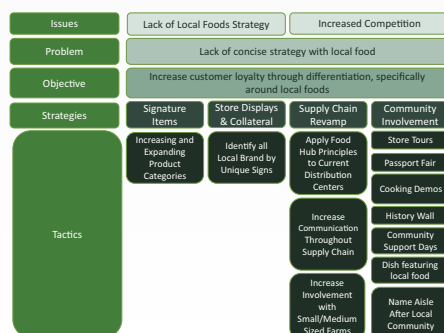 Issues
Lack of Local Foods Strategy
Increased Competition
Problem
Lack of concise strategy with local food
Objective
Increase customer loyalty through differentiation, specifically
around local foods
Strategies
Signature
Items
Store Displays
& Collateral
Supply Chain
Revamp
Community
Involvement
Tactics
Increasing and
Expanding
Product
Categories
Identify all
Local Brand by
Unique Signs
Apply Food
Hub Principles
to Current
Distribution
Centers
Increase
Communication
Throughout
Supply Chain
Increase
Involvement
with
Small/Medium
Sized Farms
Store Tours
Passport Fair
Cooking Demos
History Wall
Community
Support Days
Dish featuring
local food
Name Aisle
After Local
Community